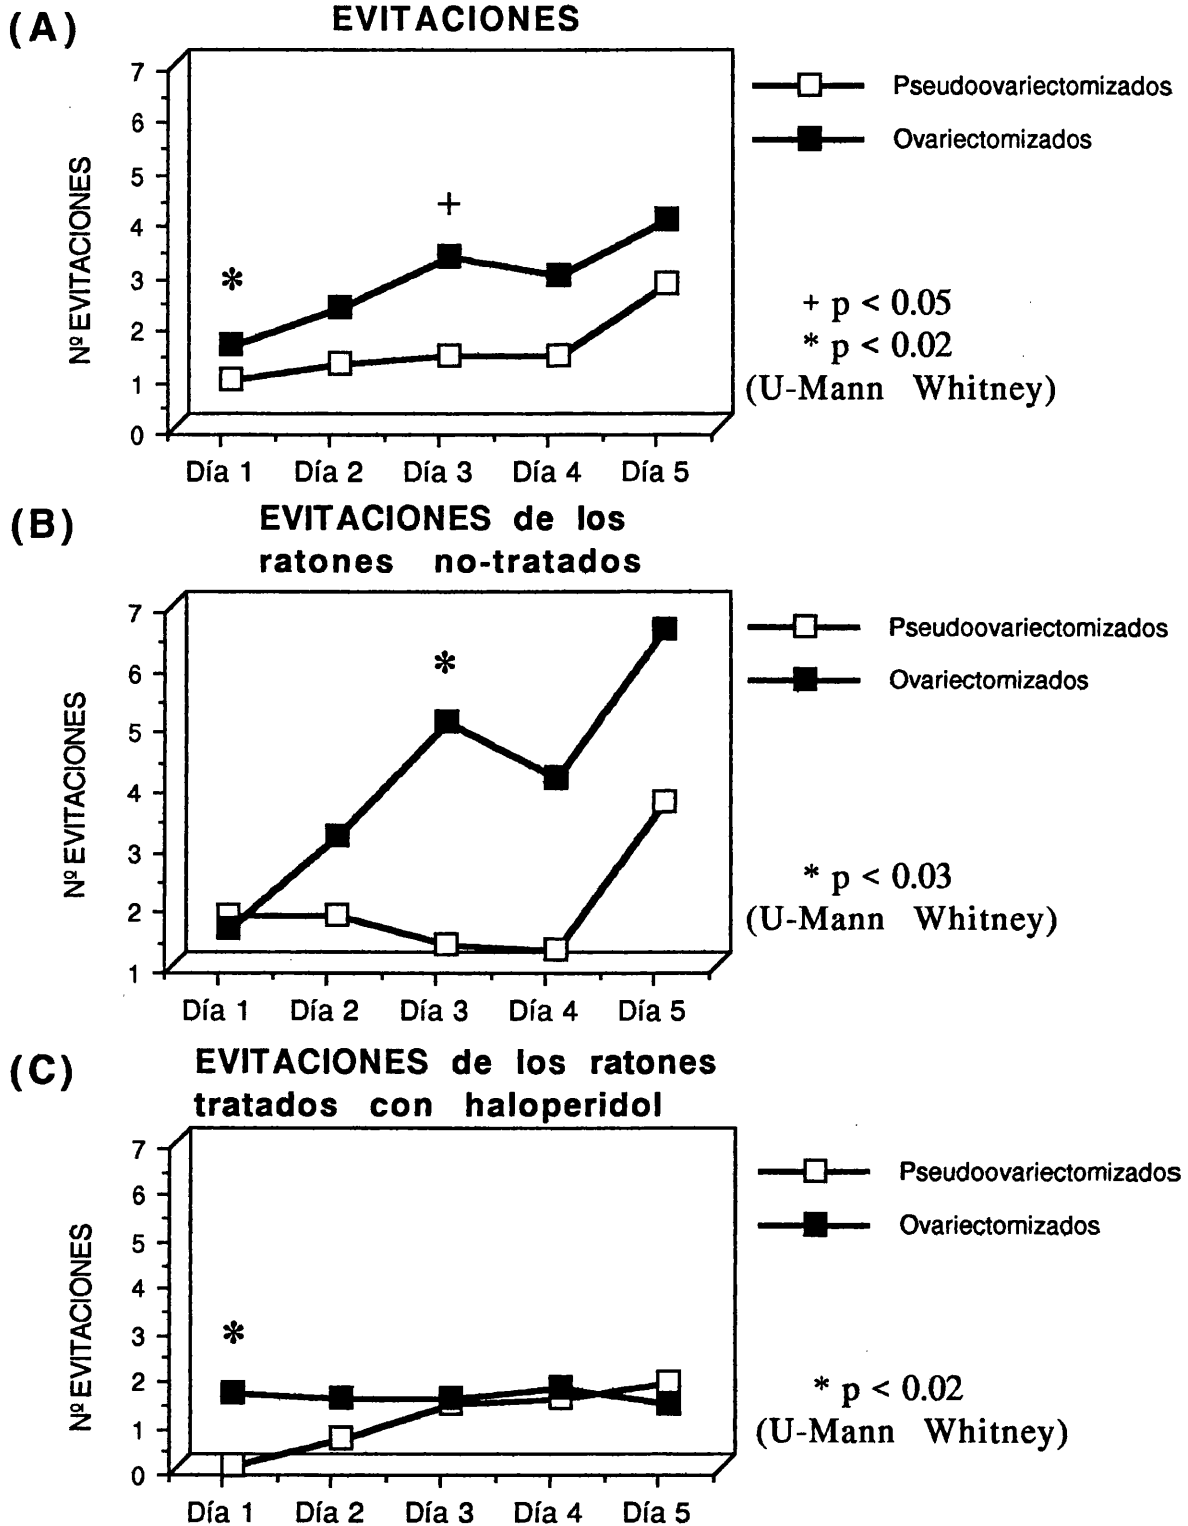 (A)
EVITACIONES
7
6
5
4
3
2
1
0
Nº EVITACIONES
*
+
Día 1 Día 2 Día 3 Día 4 Día 5
Pseudoovariectomizados
Ovariectomizados
+ p < 0.05
* p < 0.02
(U-Mann Whitney)
(B)
EVITACIONES de los
ratones no-tratados
7
6
5
4
3
2
1
Nº EVITACIONES
*
Día 1 Día 2 Día 3 Día 4 Día 5
Pseudoovariectomizados
Ovariectomizados
* p < 0.03
(U-Mann Whitney)
(C)
EVITACIONES de los ratones
tratados con haloperidol
7
6
5
4
3
2
1
0
Nº EVITACIONES
*
Día 1 Día 2 Día 3 Día 4 Día 5
Pseudoovariectomizados
Ovariectomizados
* p < 0.02
(U-Mann Whitney)